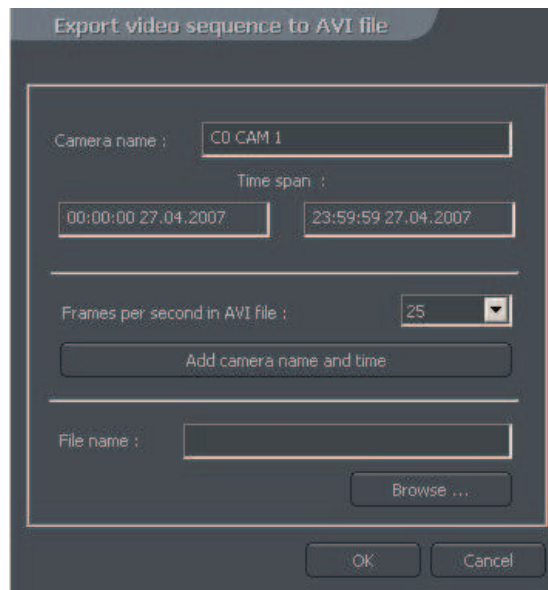 Export video sequence to AVI file
Camera name : C0 CAM 1
Time span :
00:00:00 27.04.2007 23:59:59 27.04.2007
Frames per second in AVI file : 25
Add camera name and time
File name :
Browse ...
OK Cancel